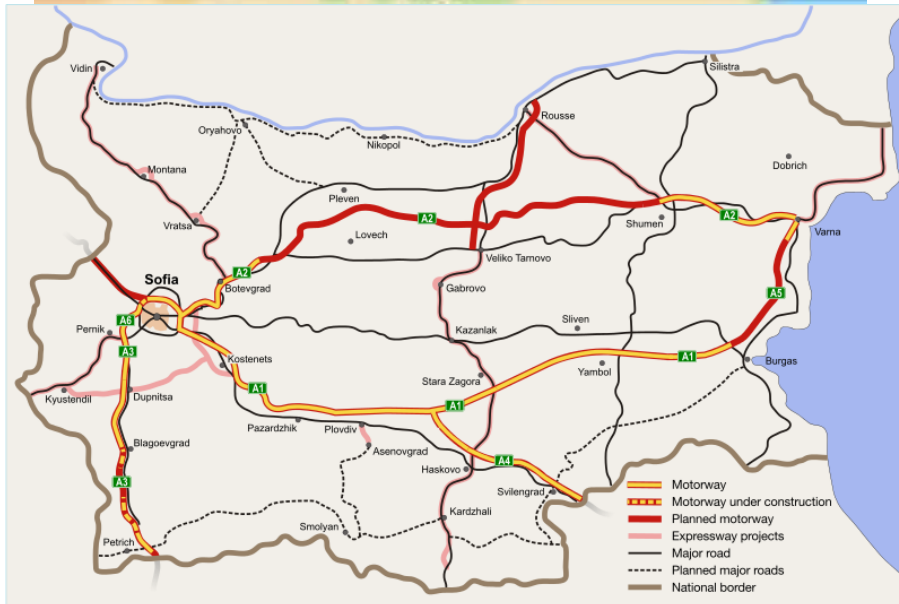 Silistra
Vidin
Rousse
Oryahovo
Nikopol
Dobrich
Montana
Pleven
A2
A2
Shumen
Vratsa
Lovech
Varna
Veliko Tarnovo
A2
Sofia
Botevgrad
Gabrovo
A5
A6
Sliven
Pernik
Kazanlak
A3
A1
Kostenets
Burgas
Yambol
Stara Zagora
A1
Kyustendil
Dupnitsa
A1
Pazardzhik
Plovdiv
Blagoevgrad
Asenovgrad
A4
Haskovo
A3
Svilengrad
Motorway
Motorway under construction
Planned motorway
Expressway projects
Major road
Planned major roads
National border
Kardzhali
Smolyan
Petrich